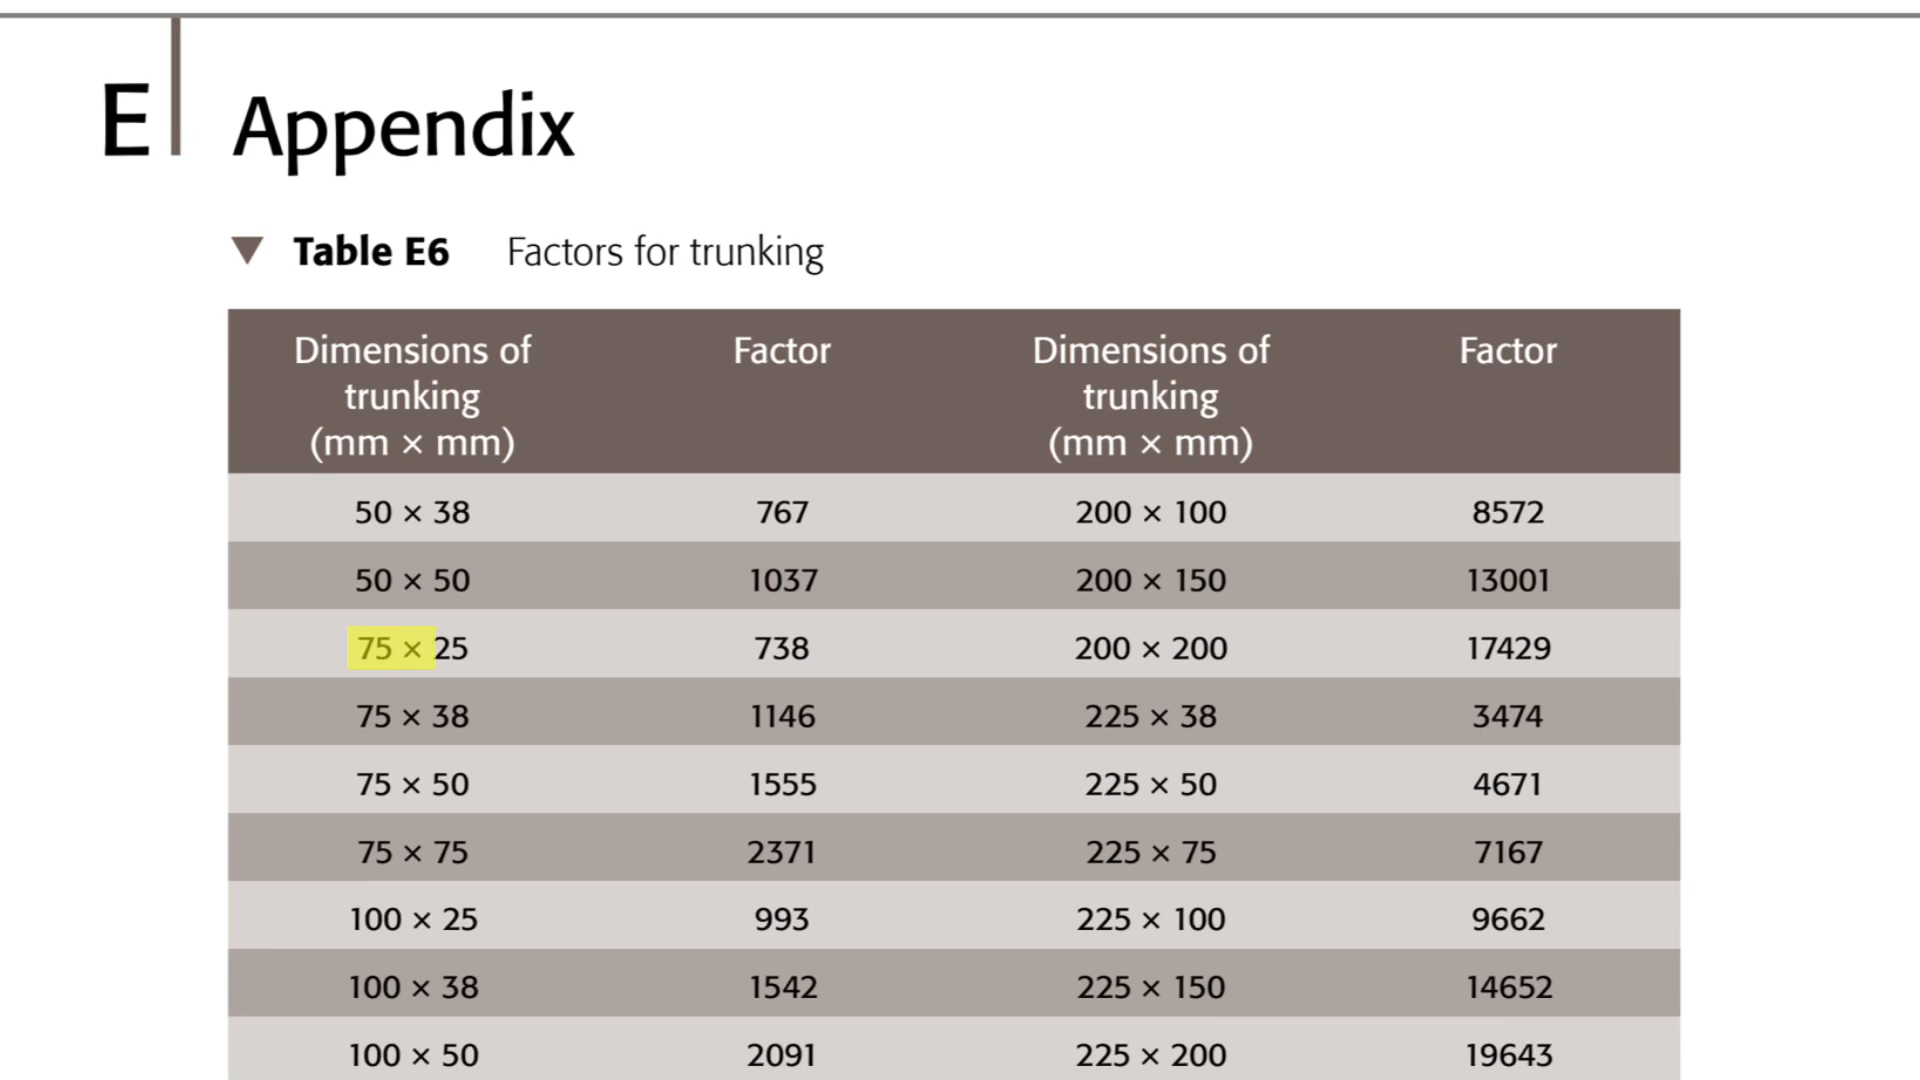 E Appendix
▼ Table E6 Factors for trunking
Dimensions of trunking (mm × mm) Factor Dimensions of trunking (mm × mm) Factor
50 × 38 767 200 × 100 8572
50 × 50 1037 200 × 150 13001
75 × 25 738 200 × 200 17429
75 × 38 1146 225 × 38 3474
75 × 50 1555 225 × 50 4671
75 × 75 2371 225 × 75 7167
100 × 25 993 225 × 100 9662
100 × 38 1542 225 × 150 14652
100 × 50 2091 225 × 200 19643